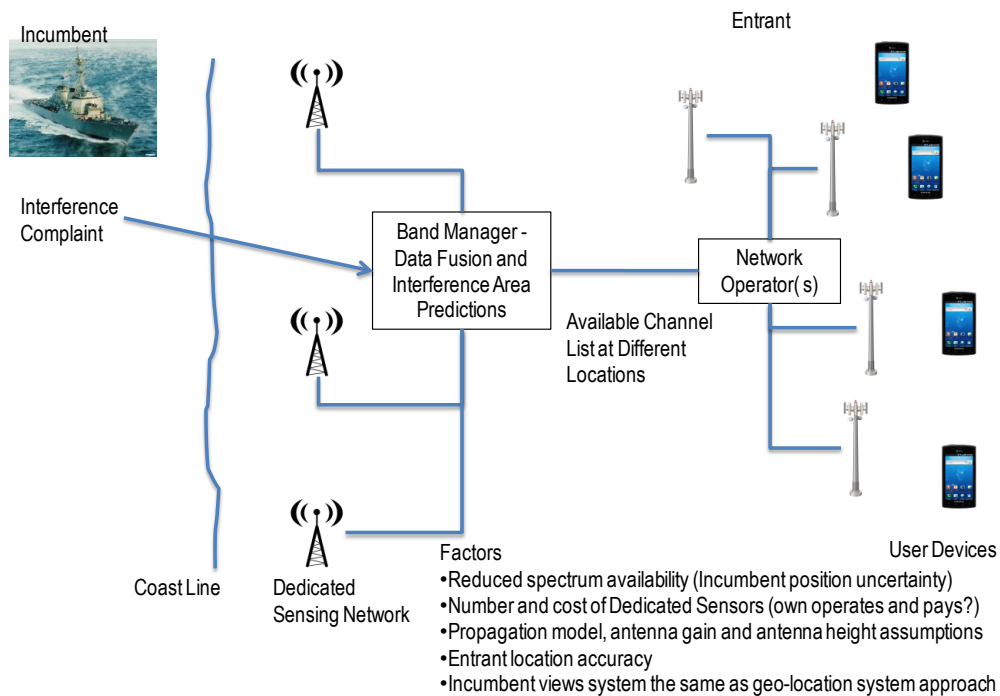 Incumbent
Entrant
Interference
Complaint
Band Manager -
Data Fusion and
Interference Area
Predictions
Network
Operator( s)
Available Channel
List at Different
Locations
Coast Line
Dedicated
Sensing Network
User Devices
Factors
•Reduced spectrum availability (Incumbent position uncertainty)
•Number and cost of Dedicated Sensors (own operates and pays?)
•Propagation model, antenna gain and antenna height assumptions
•Entrant location accuracy
•Incumbent views system the same as geo-location system approach